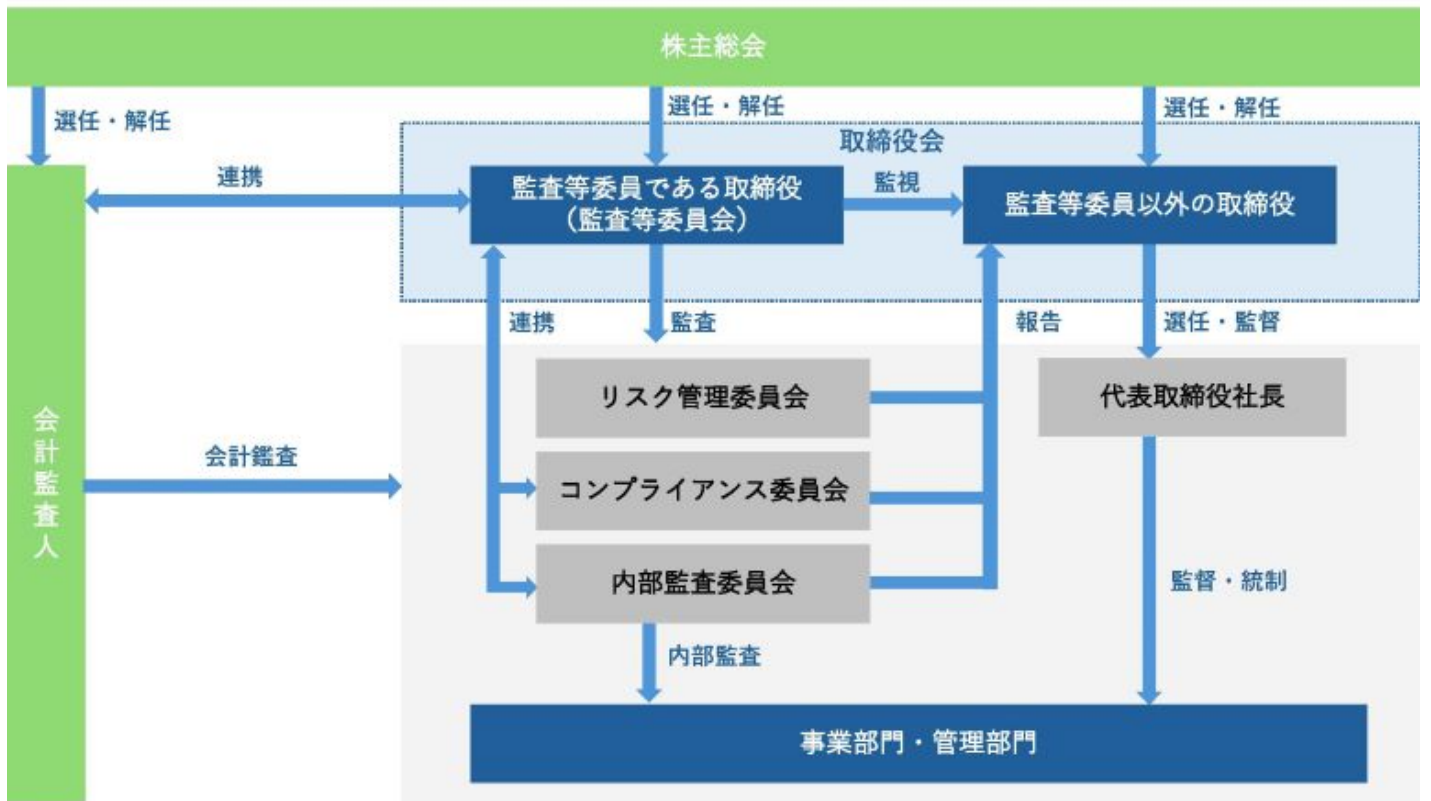 株主総会
選任・解任
選任・解任
選任・解任
取締役会
連携
監査等委員である取締役
(監査等委員会)
監視
監査等委員以外の取締役
連携
監査
報告
選任・監督
リスク管理委員会
代表取締役社長
会計監査人
会計鑑査
コンプライアンス委員会
内部監査委員会
監督・統制
内部監査
事業部門・管理部門